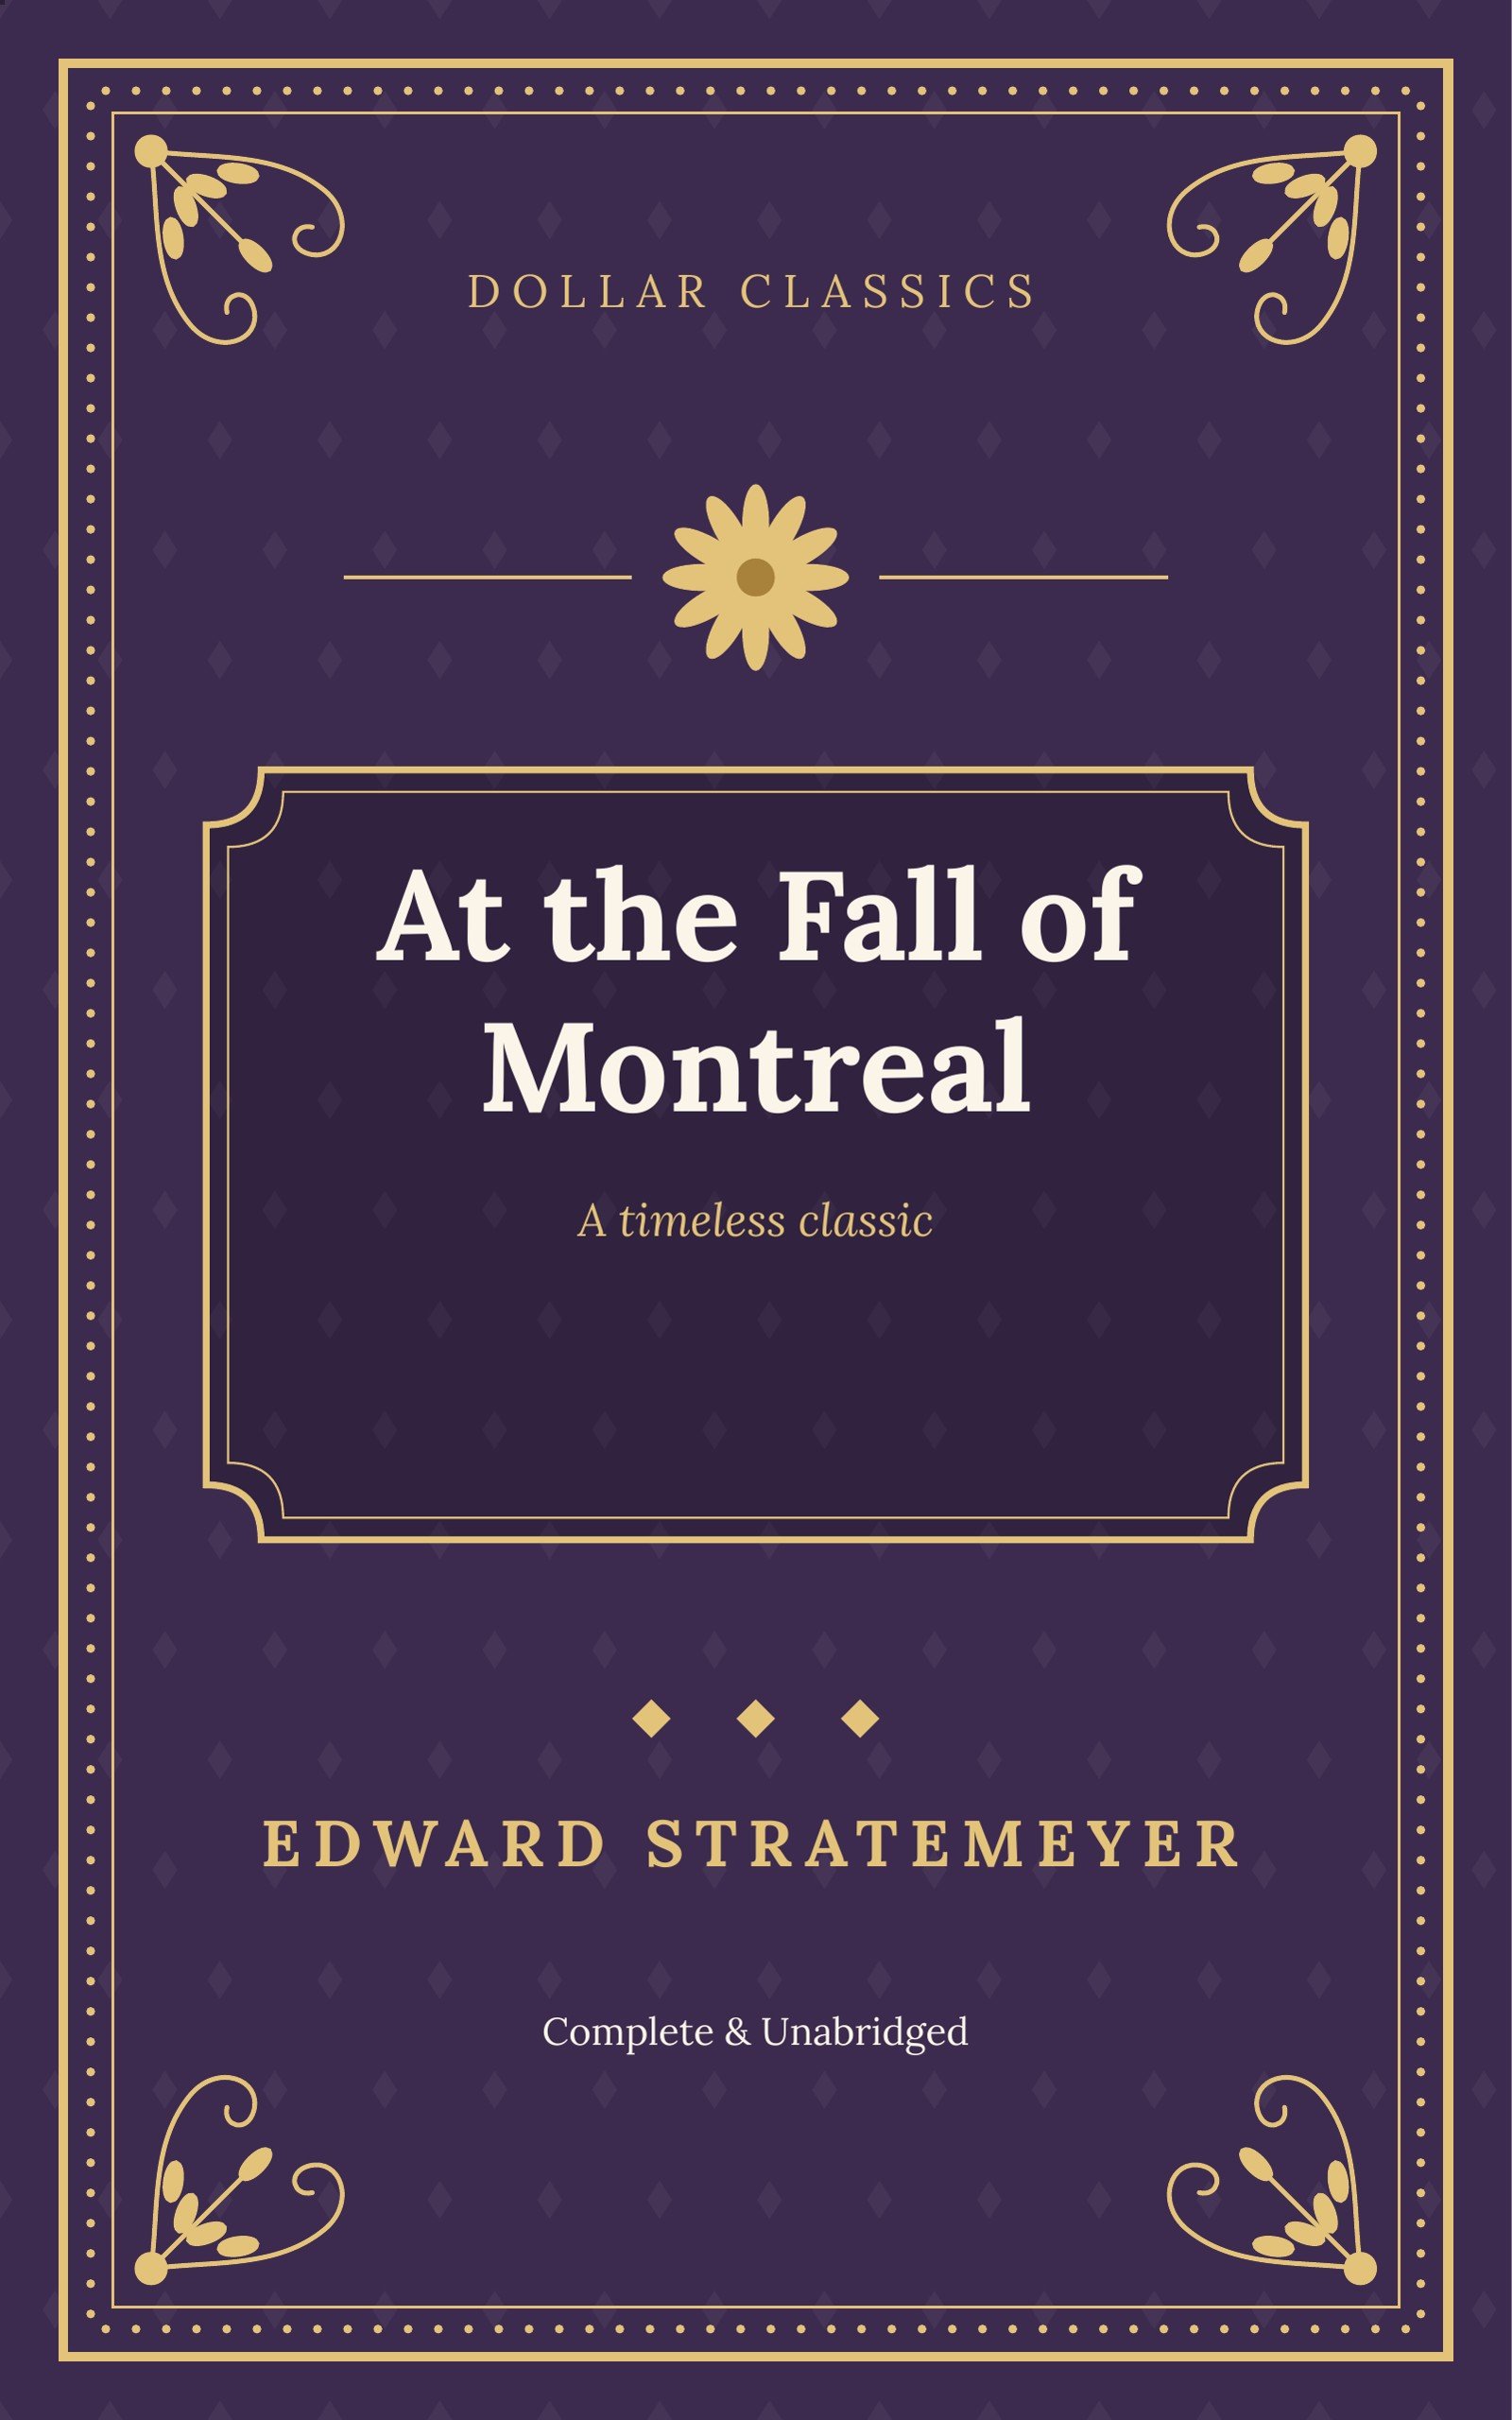 DOLLAR CLASSICS
At the Fall of
Montreal
A timeless classic
EDWARD STRATEMEYER
Complete & Unabridged